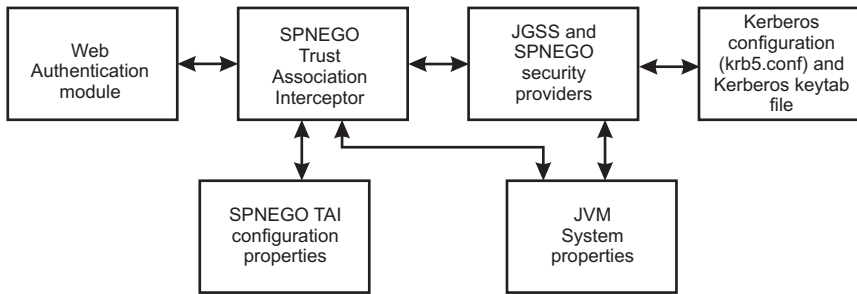 Web
Authentication
module
SPNEGO
Trust
Association
Interceptor
JGSS and
SPNEGO
security
providers
Kerberos
configuration
(krb5.conf) and
Kerberos keytab
file
SPNEGO TAI
configuration
properties
JVM
System
properties